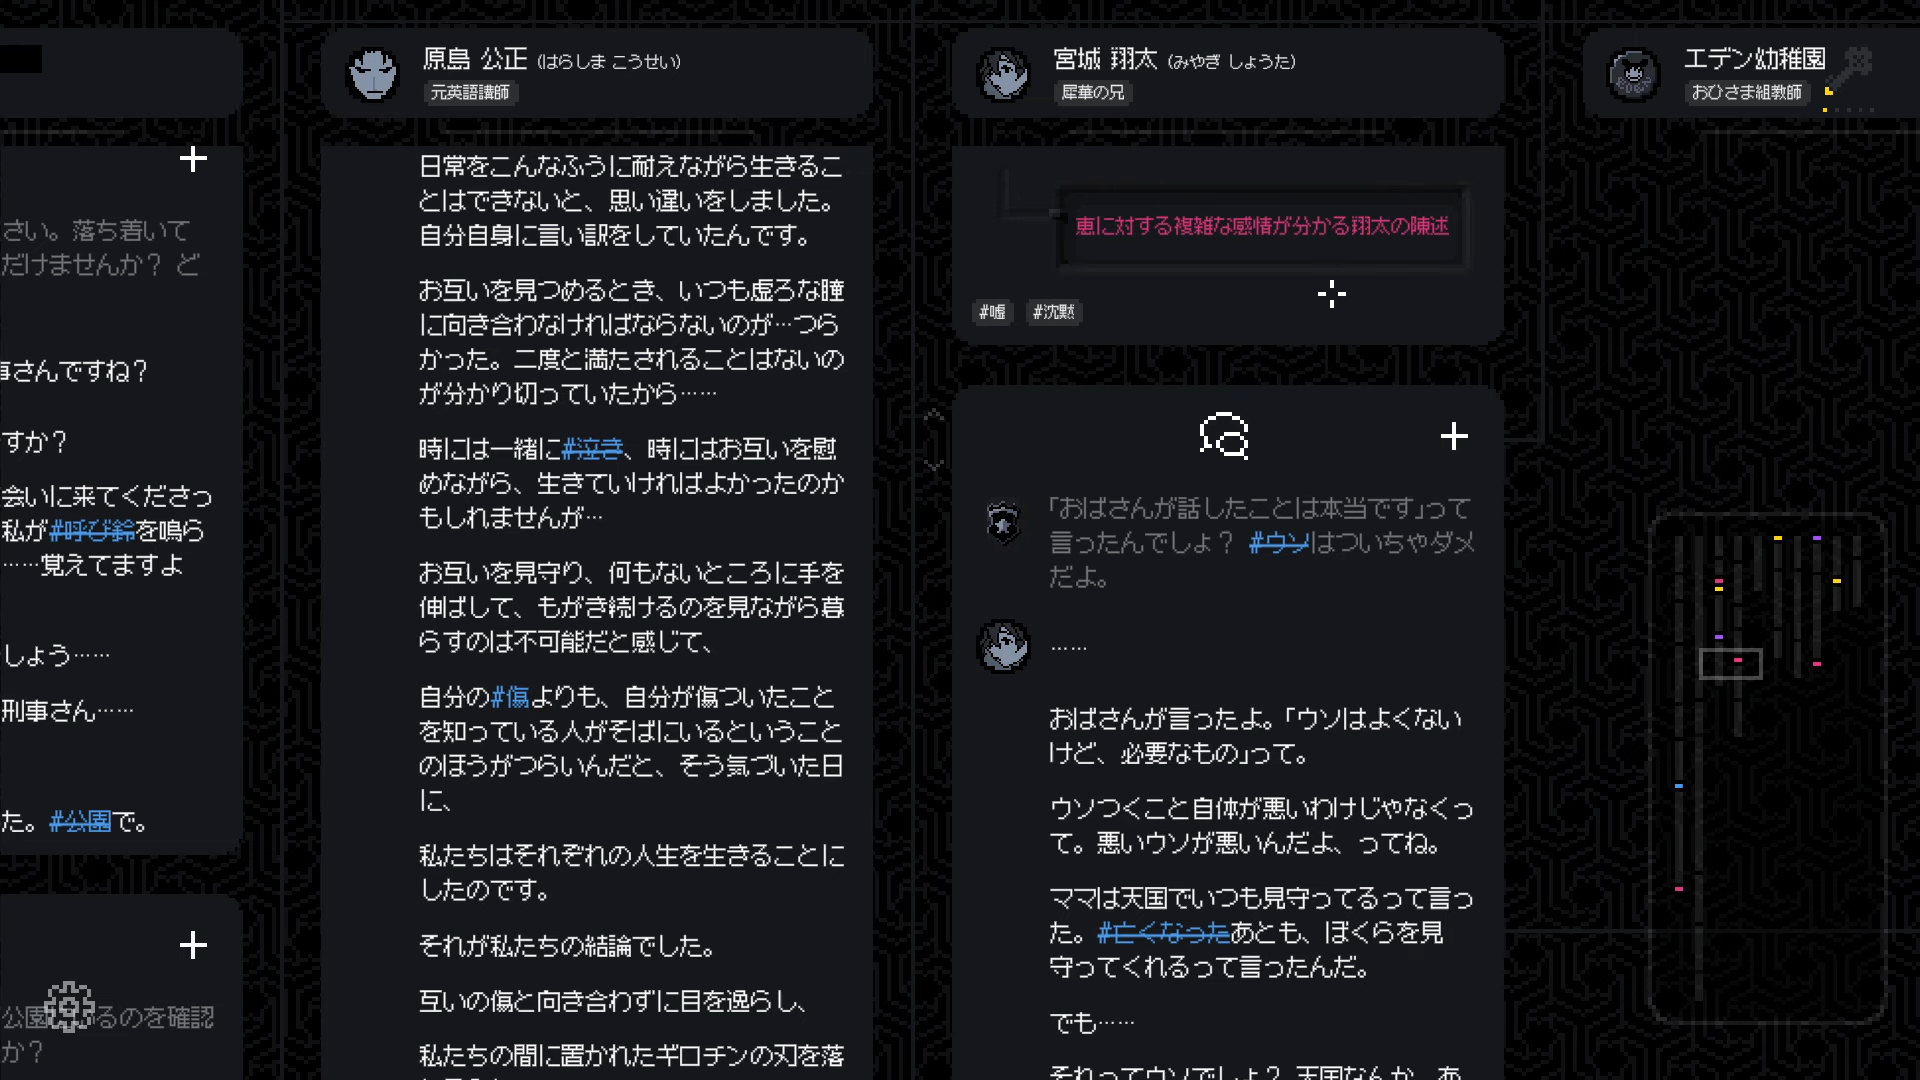 さい。落ち着いて
だけませんか？ ど
事さんですね？
すか？
会いに来てくださっ
私が#呼び鈴を鳴ら
……覚えてますよ
しょう……
刑事さん……
た。#公園で。
公園
るのを確認
か？
原島 公正 (はらしま こうせい)
元英語講師
日常をこんなふうに耐えながら生きるこ
とはできないと、思い違いをしました。
自分自身に言い訳をしていたんです。
お互いを見つめるとき、いつも虚ろな瞳
に向き合わなければならないのが…つら
かった。二度と満たされることはないの
が分かり切っていたから……
時には一緒に#泣き、時にはお互いを慰
めながら、生きていければよかったのか
もしれませんが…
お互いを見守り、何もないところに手を
伸ばして、もがき続けるのを見ながら暮
らすのは不可能だと感じて、
自分の#傷よりも、自分が傷ついたこと
を知っている人がそばにいるということ
のほうがつらいんだと、そう気づいた日
に、
私たちはそれぞれの人生を生きることに
したのです。
それが私たちの結論でした。
互いの傷と向き合わずに目を逸らし、
私たちの間に置かれたギロチンの刃を落
宮城 翔太 (みやぎ しょうた)
犀華の兄
恵に対する複雑な感情が分かる翔太の陳述
#嘘 #沈黙
「おばさんが話したことは本当です」って
言ったんでしょ？ #ウソはついちゃダメ
だよ。
……
おばさんが言ったよ。「ウソはよくない
けど、必要なもの」って。
ウソつくこと自体が悪いわけじゃなくっ
て。悪いウソが悪いんだよ、ってね。
ママは天国でいつも見守ってるって言っ
た。#亡くなったあとも、ぼくらを見
守ってくれるって言ったんだ。
でも……
それってウソでしょ？ 天国なんか、あ
エデン幼稚園
おひさま組教師